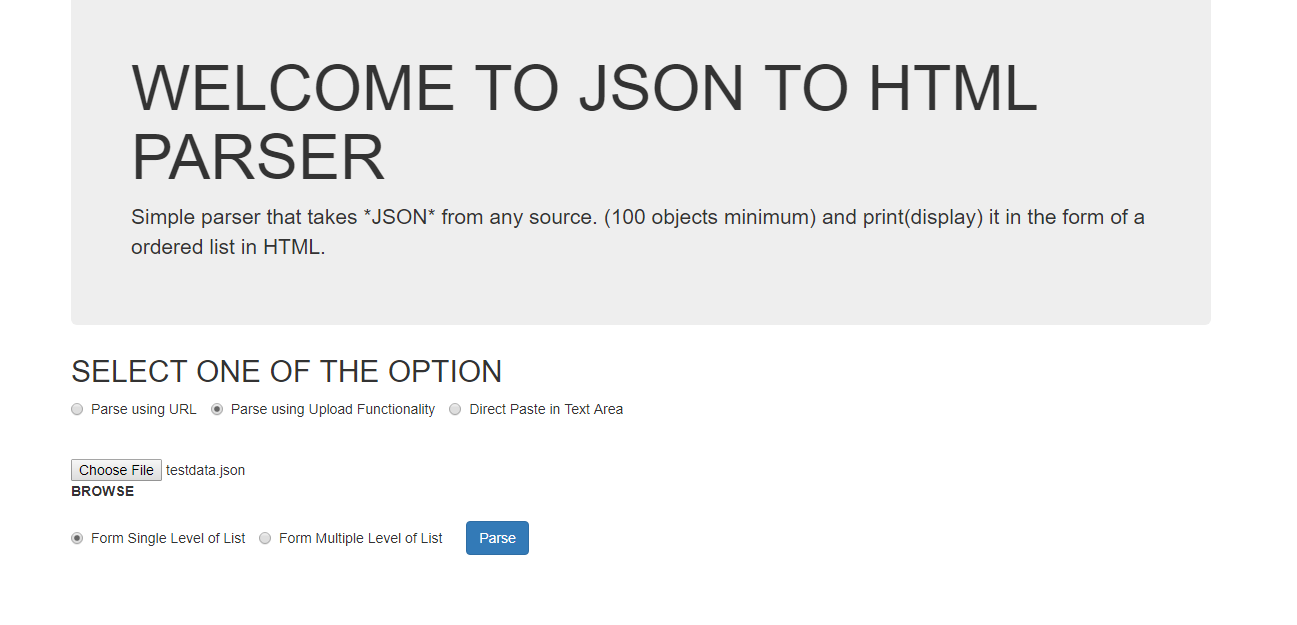 WELCOME TO JSON TO HTML
PARSER
Simple parser that takes *JSON* from any source. (100 objects minimum) and print(display) it in the form of a
ordered list in HTML.
SELECT ONE OF THE OPTION
Parse using URL Parse using Upload Functionality Direct Paste in Text Area
Choose File testdata.json
BROWSE
Form Single Level of List Form Multiple Level of List Parse